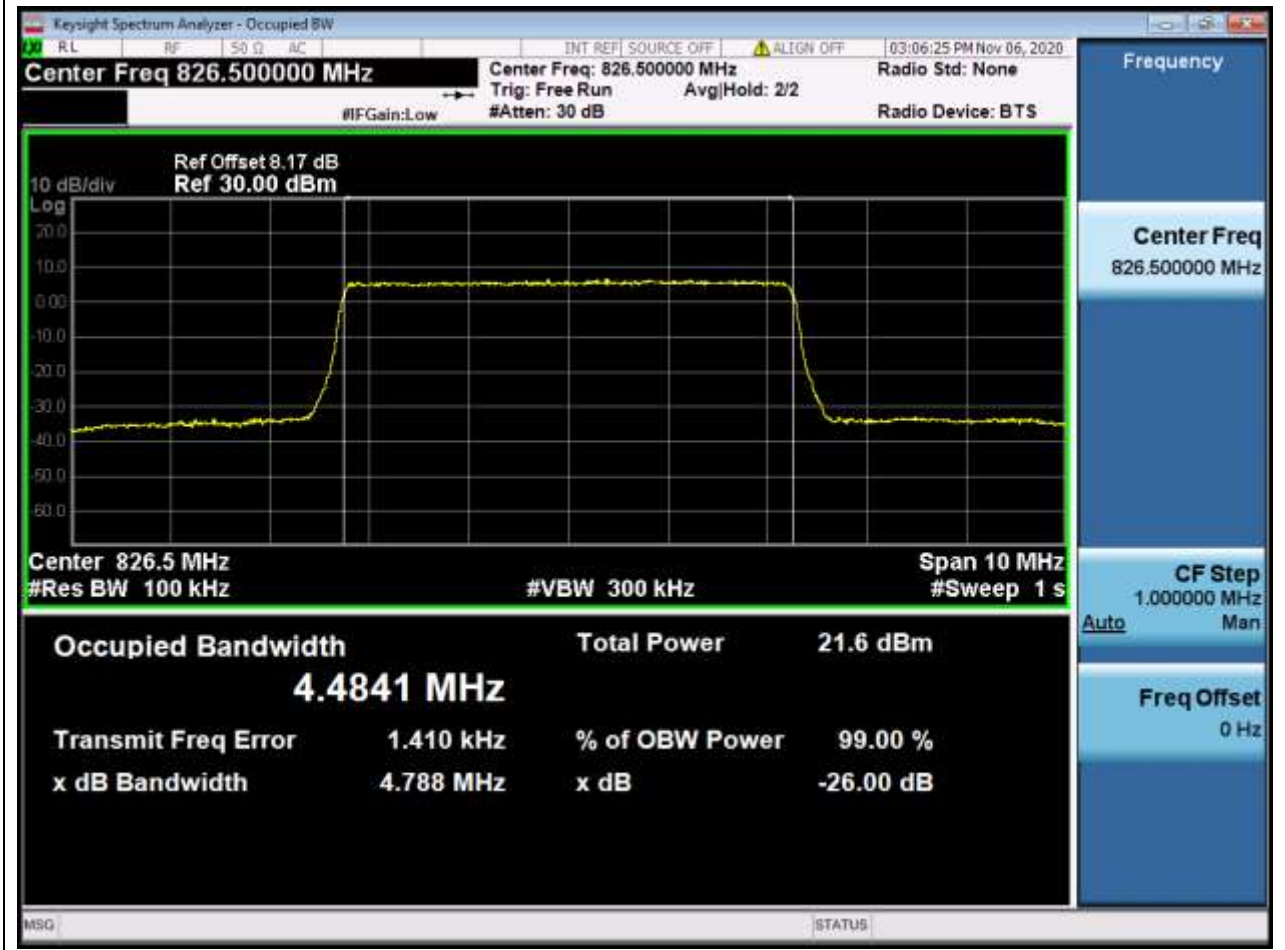 Keysight Spectrum Analyzer - Occupied BW
LXI RL RF 50 Ω AC INT REF SOURCE OFF ALIGN OFF 03:06:25 PM Nov 06, 2020
Center Freq 826.500000 MHz
Center Freq: 826.500000 MHz
Radio Std: None
Trig: Free Run Avg|Hold: 2/2
#IFGain:Low #Atten: 30 dB
Radio Device: BTS
Ref Offset 8.17 dB
10 dB/div Ref 30.00 dBm
Log
20.0
10.0
0.00
-10.0
-20.0
-30.0
-40.0
-50.0
-60.0
Center 826.5 MHz Span 10 MHz
#Res BW 100 kHz #VBW 300 kHz #Sweep 1 s
Occupied Bandwidth Total Power 21.6 dBm
4.4841 MHz
Transmit Freq Error 1.410 kHz % of OBW Power 99.00 %
x dB Bandwidth 4.788 MHz x dB -26.00 dB
MSG STATUS
Frequency
Center Freq
826.500000 MHz
CF Step
1.000000 MHz
Auto Man
Freq Offset
0 Hz